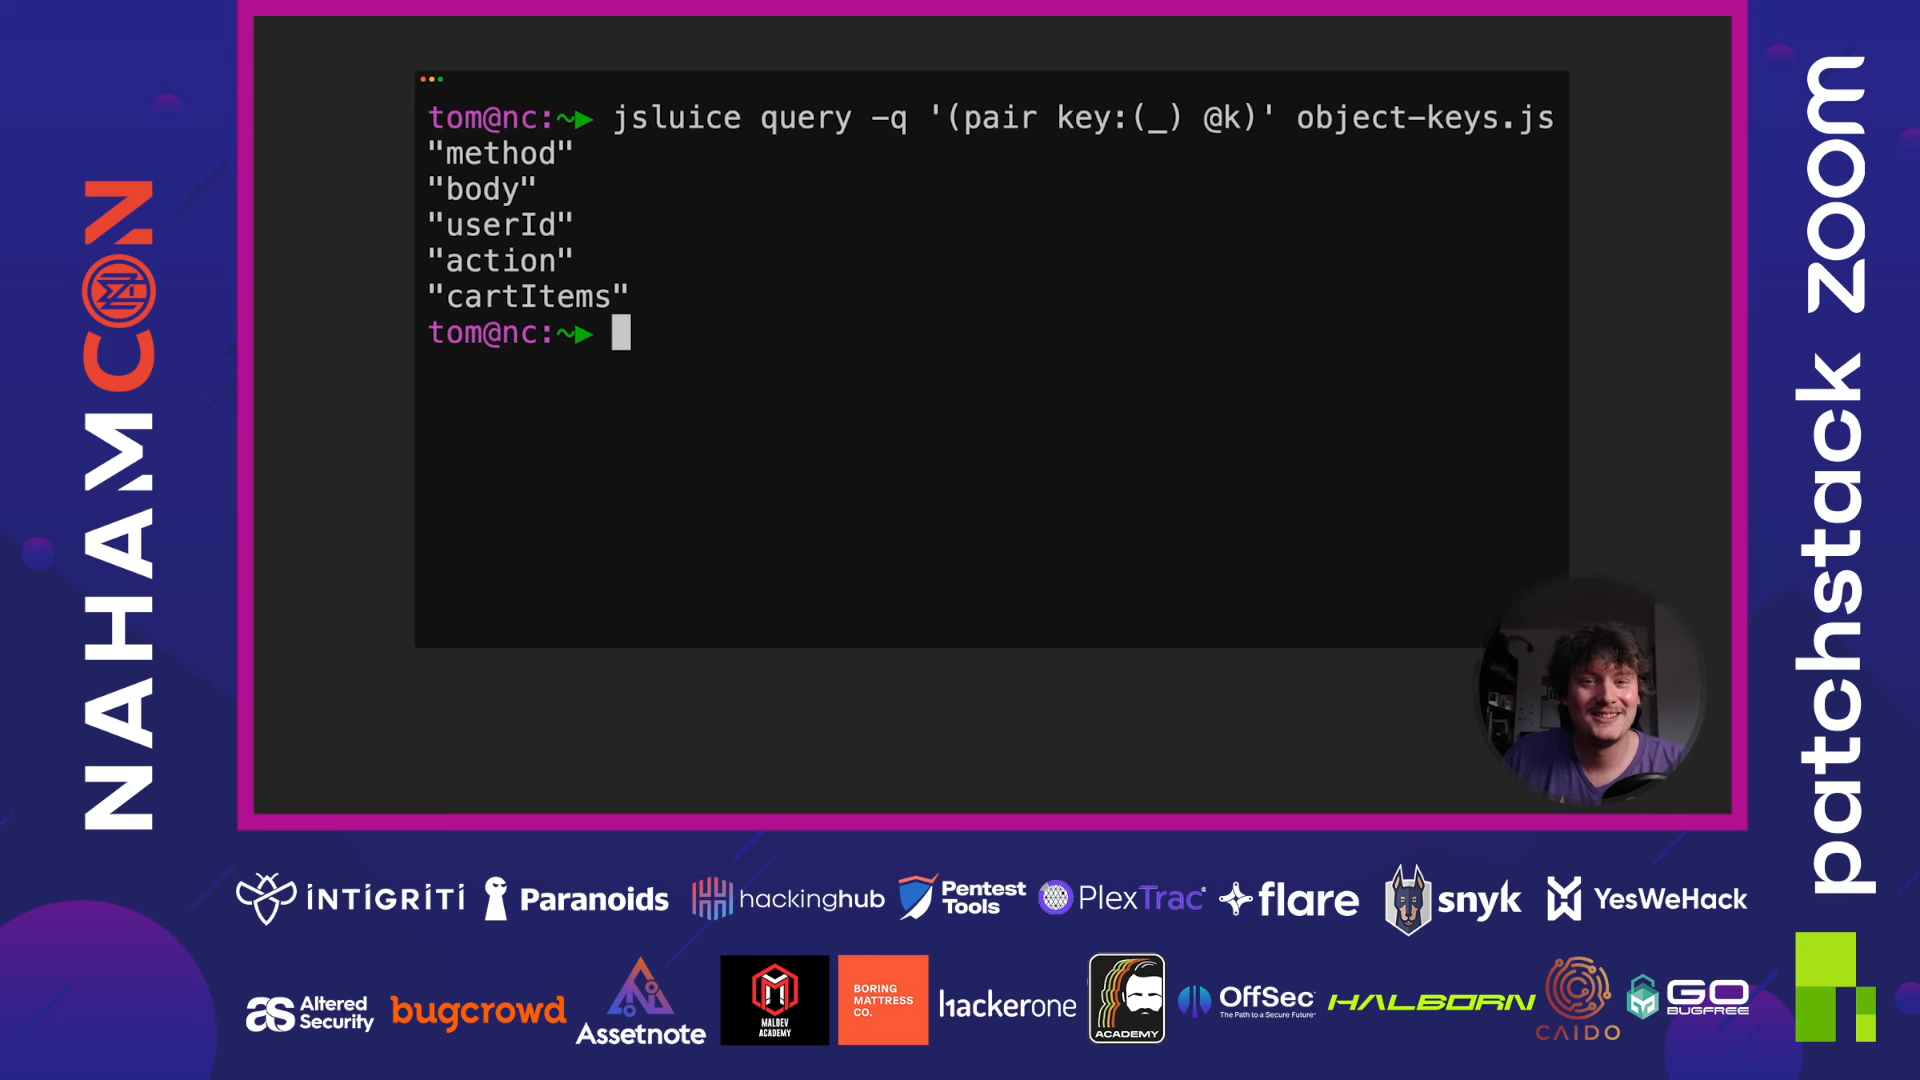 NAHAMCON
tom@nc:~▶ jsluice query -q '(pair key:(_) @k)' object-keys.js
"method"
"body"
"userId"
"action"
"cartItems"
tom@nc:~▶
patchstack zoom
INTIGRITI
Paranoids
hackinghub
Pentest
Tools
PlexTrac
flare
snyk
YesWeHack
as Altered
Security
bugcrowd
Assetnote
MALDEV
ACADEMY
BORING
MATTRESS
CO.
hackerone
ACADEMY
OffSec
The Path to a Secure Future
HALBORN
CAIDO
GO
BUGFREE